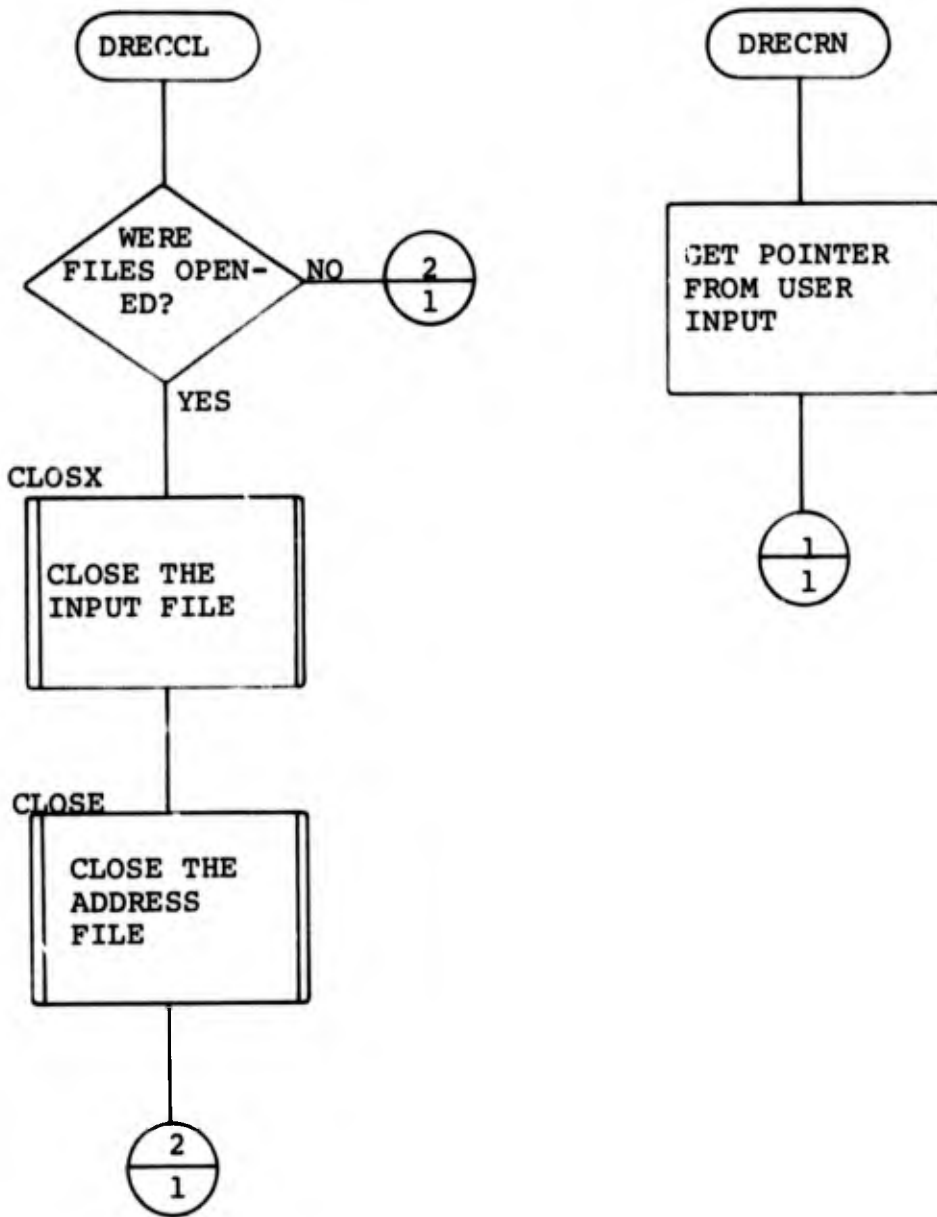 DRECCL
WERE
FILES OPEN-
ED?
NO
2
1
YES
CLOSX
CLOSE THE
INPUT FILE
CLOSE
CLOSE THE
ADDRESS
FILE
2
1
DRECRN
GET POINTER
FROM USER
INPUT
1
1